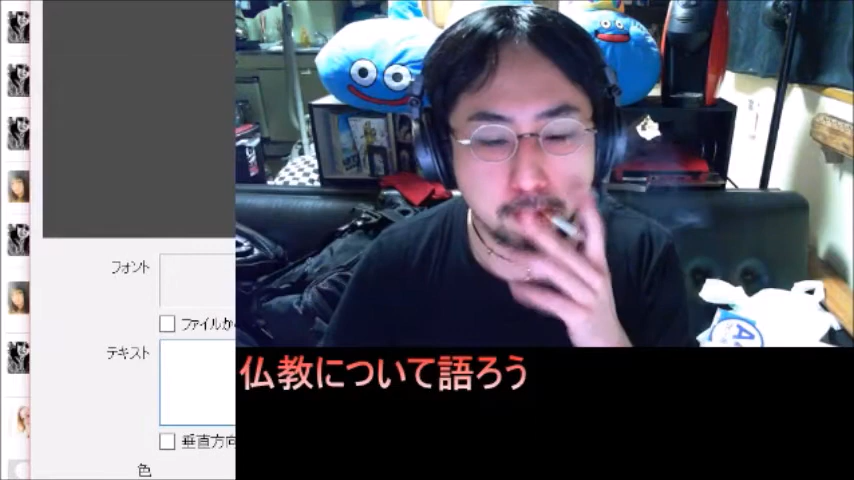 フォント
ファイルか
テキスト
垂直方向
色
仏教について語ろう